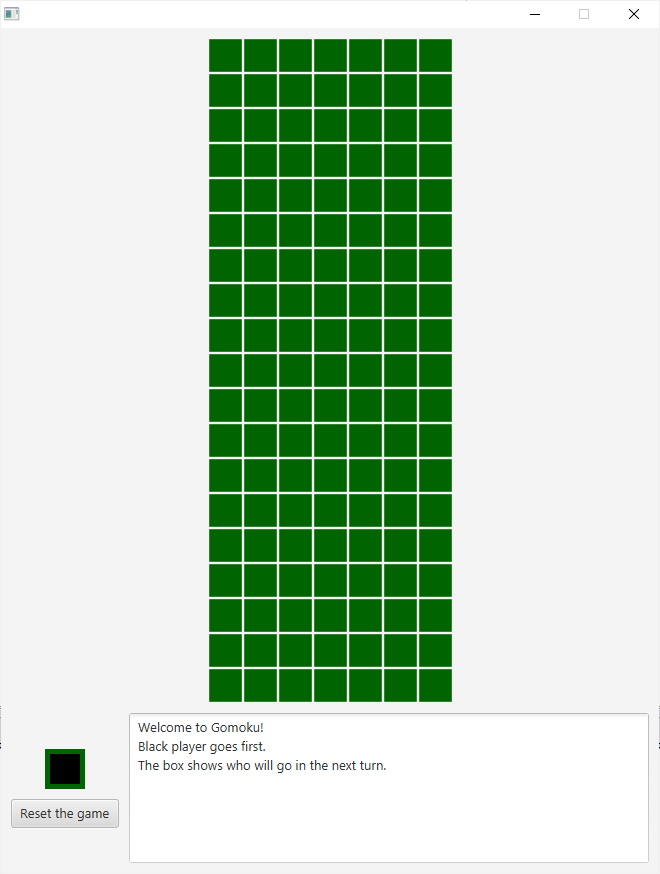 Welcome to Gomoku!
Black player goes first.
The box shows who will go in the next turn.
Reset the game